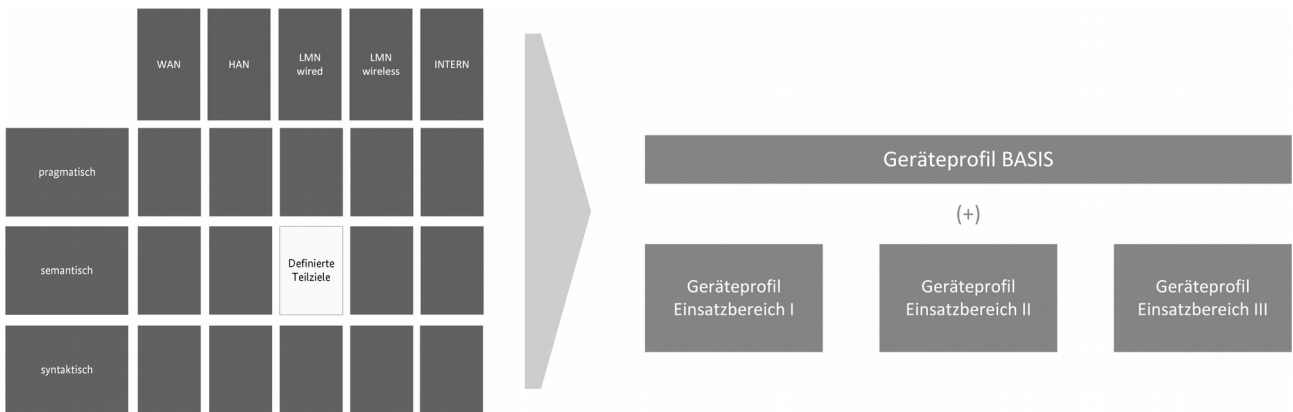 WAN
HAN
LMN
wired
LMN
wireless
INTERN
pragmatisch
semantisch
Definierte
Teilziele
syntaktisch
Geräteprofil BASIS
(+)
Geräteprofil
Einsatzbereich I
Geräteprofil
Einsatzbereich II
Geräteprofil
Einsatzbereich III